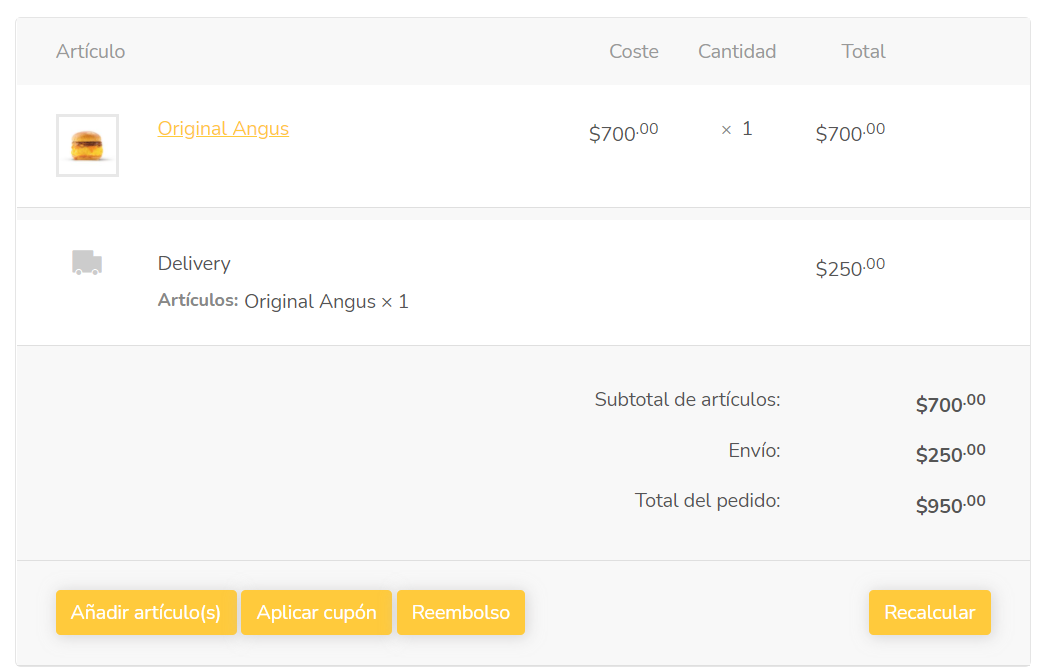 Artículo Coste Cantidad Total
Original Angus $700.00 × 1 $700.00
Delivery $250.00
Artículos: Original Angus × 1
Subtotal de artículos: $700.00
Envío: $250.00
Total del pedido: $950.00
Añadir artículo(s) Aplicar cupón Reembolso Recalcular